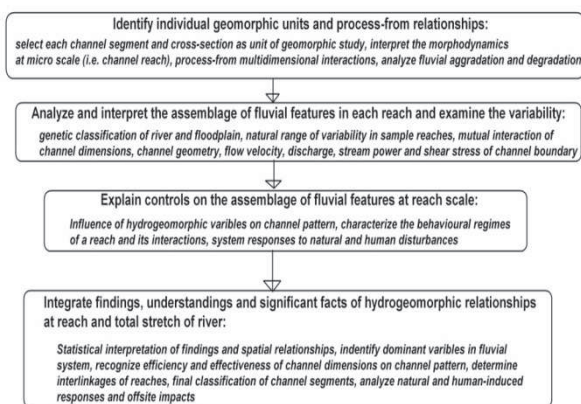 Identify individual geomorphic units and process-from relationships:
select each channel segment and cross-section as unit of geomorphic study, interpret the morphodynamics
at micro scale (i.e. channel reach), process-from multidimensional interactions, analyze fluvial aggradation and degradation
Analyze and interpret the assemblage of fluvial features in each reach and examine the variability:
genetic classification of river and floodplain, natural range of variability in sample reaches, mutual interaction of
channel dimensions, channel geometry, flow velocity, discharge, stream power and shear stress of channel boundary
Explain controls on the assemblage of fluvial features at reach scale:
Influence of hydrogeomorphic varibles on channel pattern, characterize the behavioural regimes
of a reach and its interactions, system responses to natural and human disturbances
Integrate findings, understandings and significant facts of hydrogeomorphic relationships
at reach and total stretch of river:
Statistical interpretation of findings and spatial relationships, indentify dominant varibles in fluvial
system, recognize efficiency and effectiveness of channel dimensions on channel pattern, determine
interlinkages of reaches, final classification of channel segments, analyze natural and human-induced
responses and offsite impacts